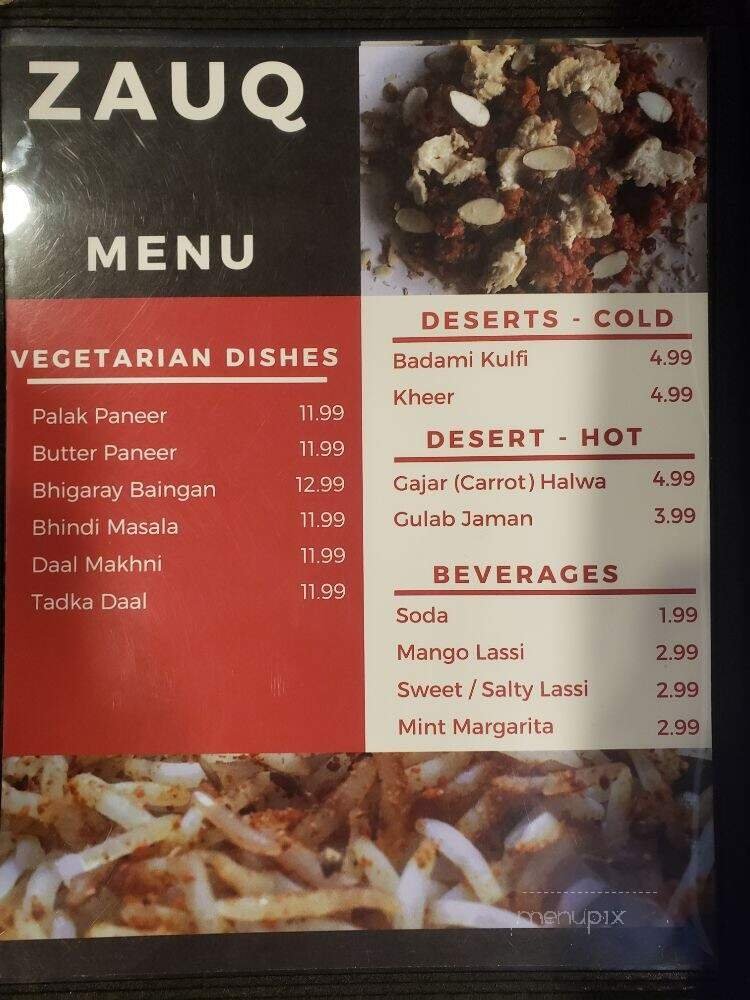 ZAUQ
MENU
VEGETARIAN DISHES
Palak Paneer 11.99
Butter Paneer 11.99
Bhigaray Baingan 12.99
Bhindi Masala 11.99
Daal Makhni 11.99
Tadka Daal 11.99
DESERTS - COLD
Badami Kulfi 4.99
Kheer 4.99
DESERT - HOT
Gajar (Carrot) Halwa 4.99
Gulab Jaman 3.99
BEVERAGES
Soda 1.99
Mango Lassi 2.99
Sweet / Salty Lassi 2.99
Mint Margarita 2.99
menupix